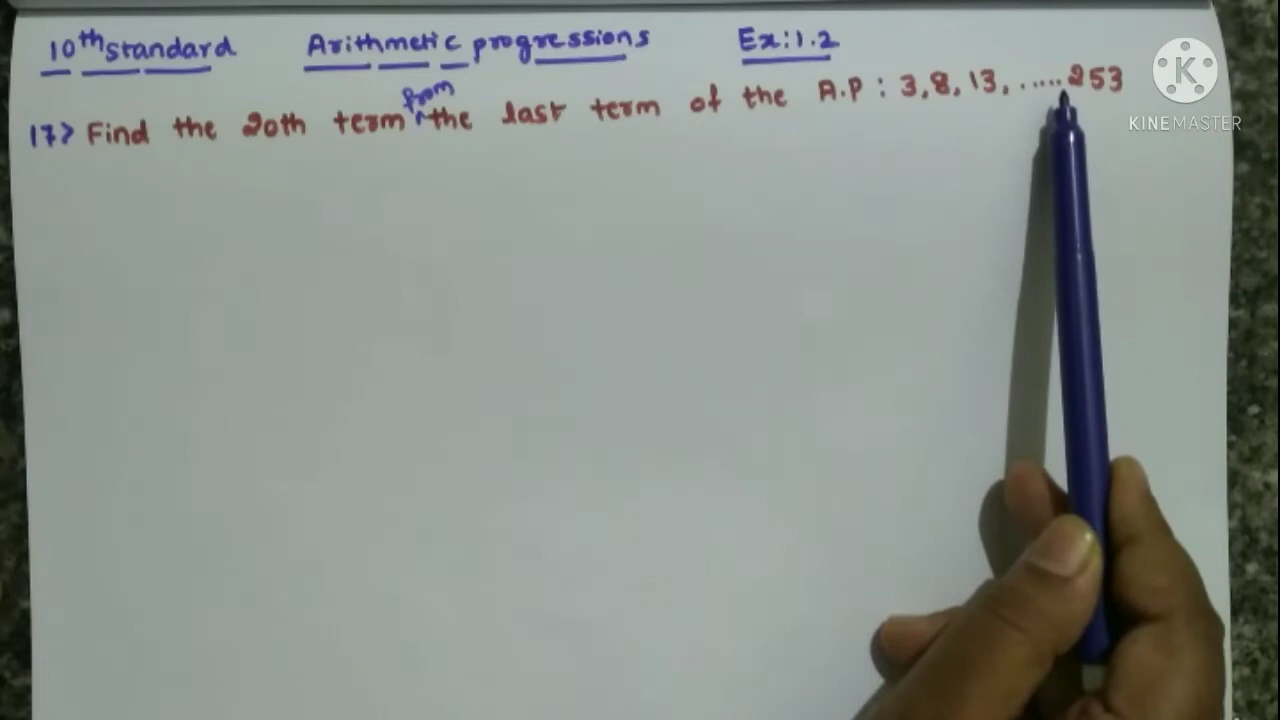 10th standard Arithmetic progressions Ex:1.2
17> Find the 20th term from the last term of the A.P : 3,8,13, ..... 253
K
KINEMASTER